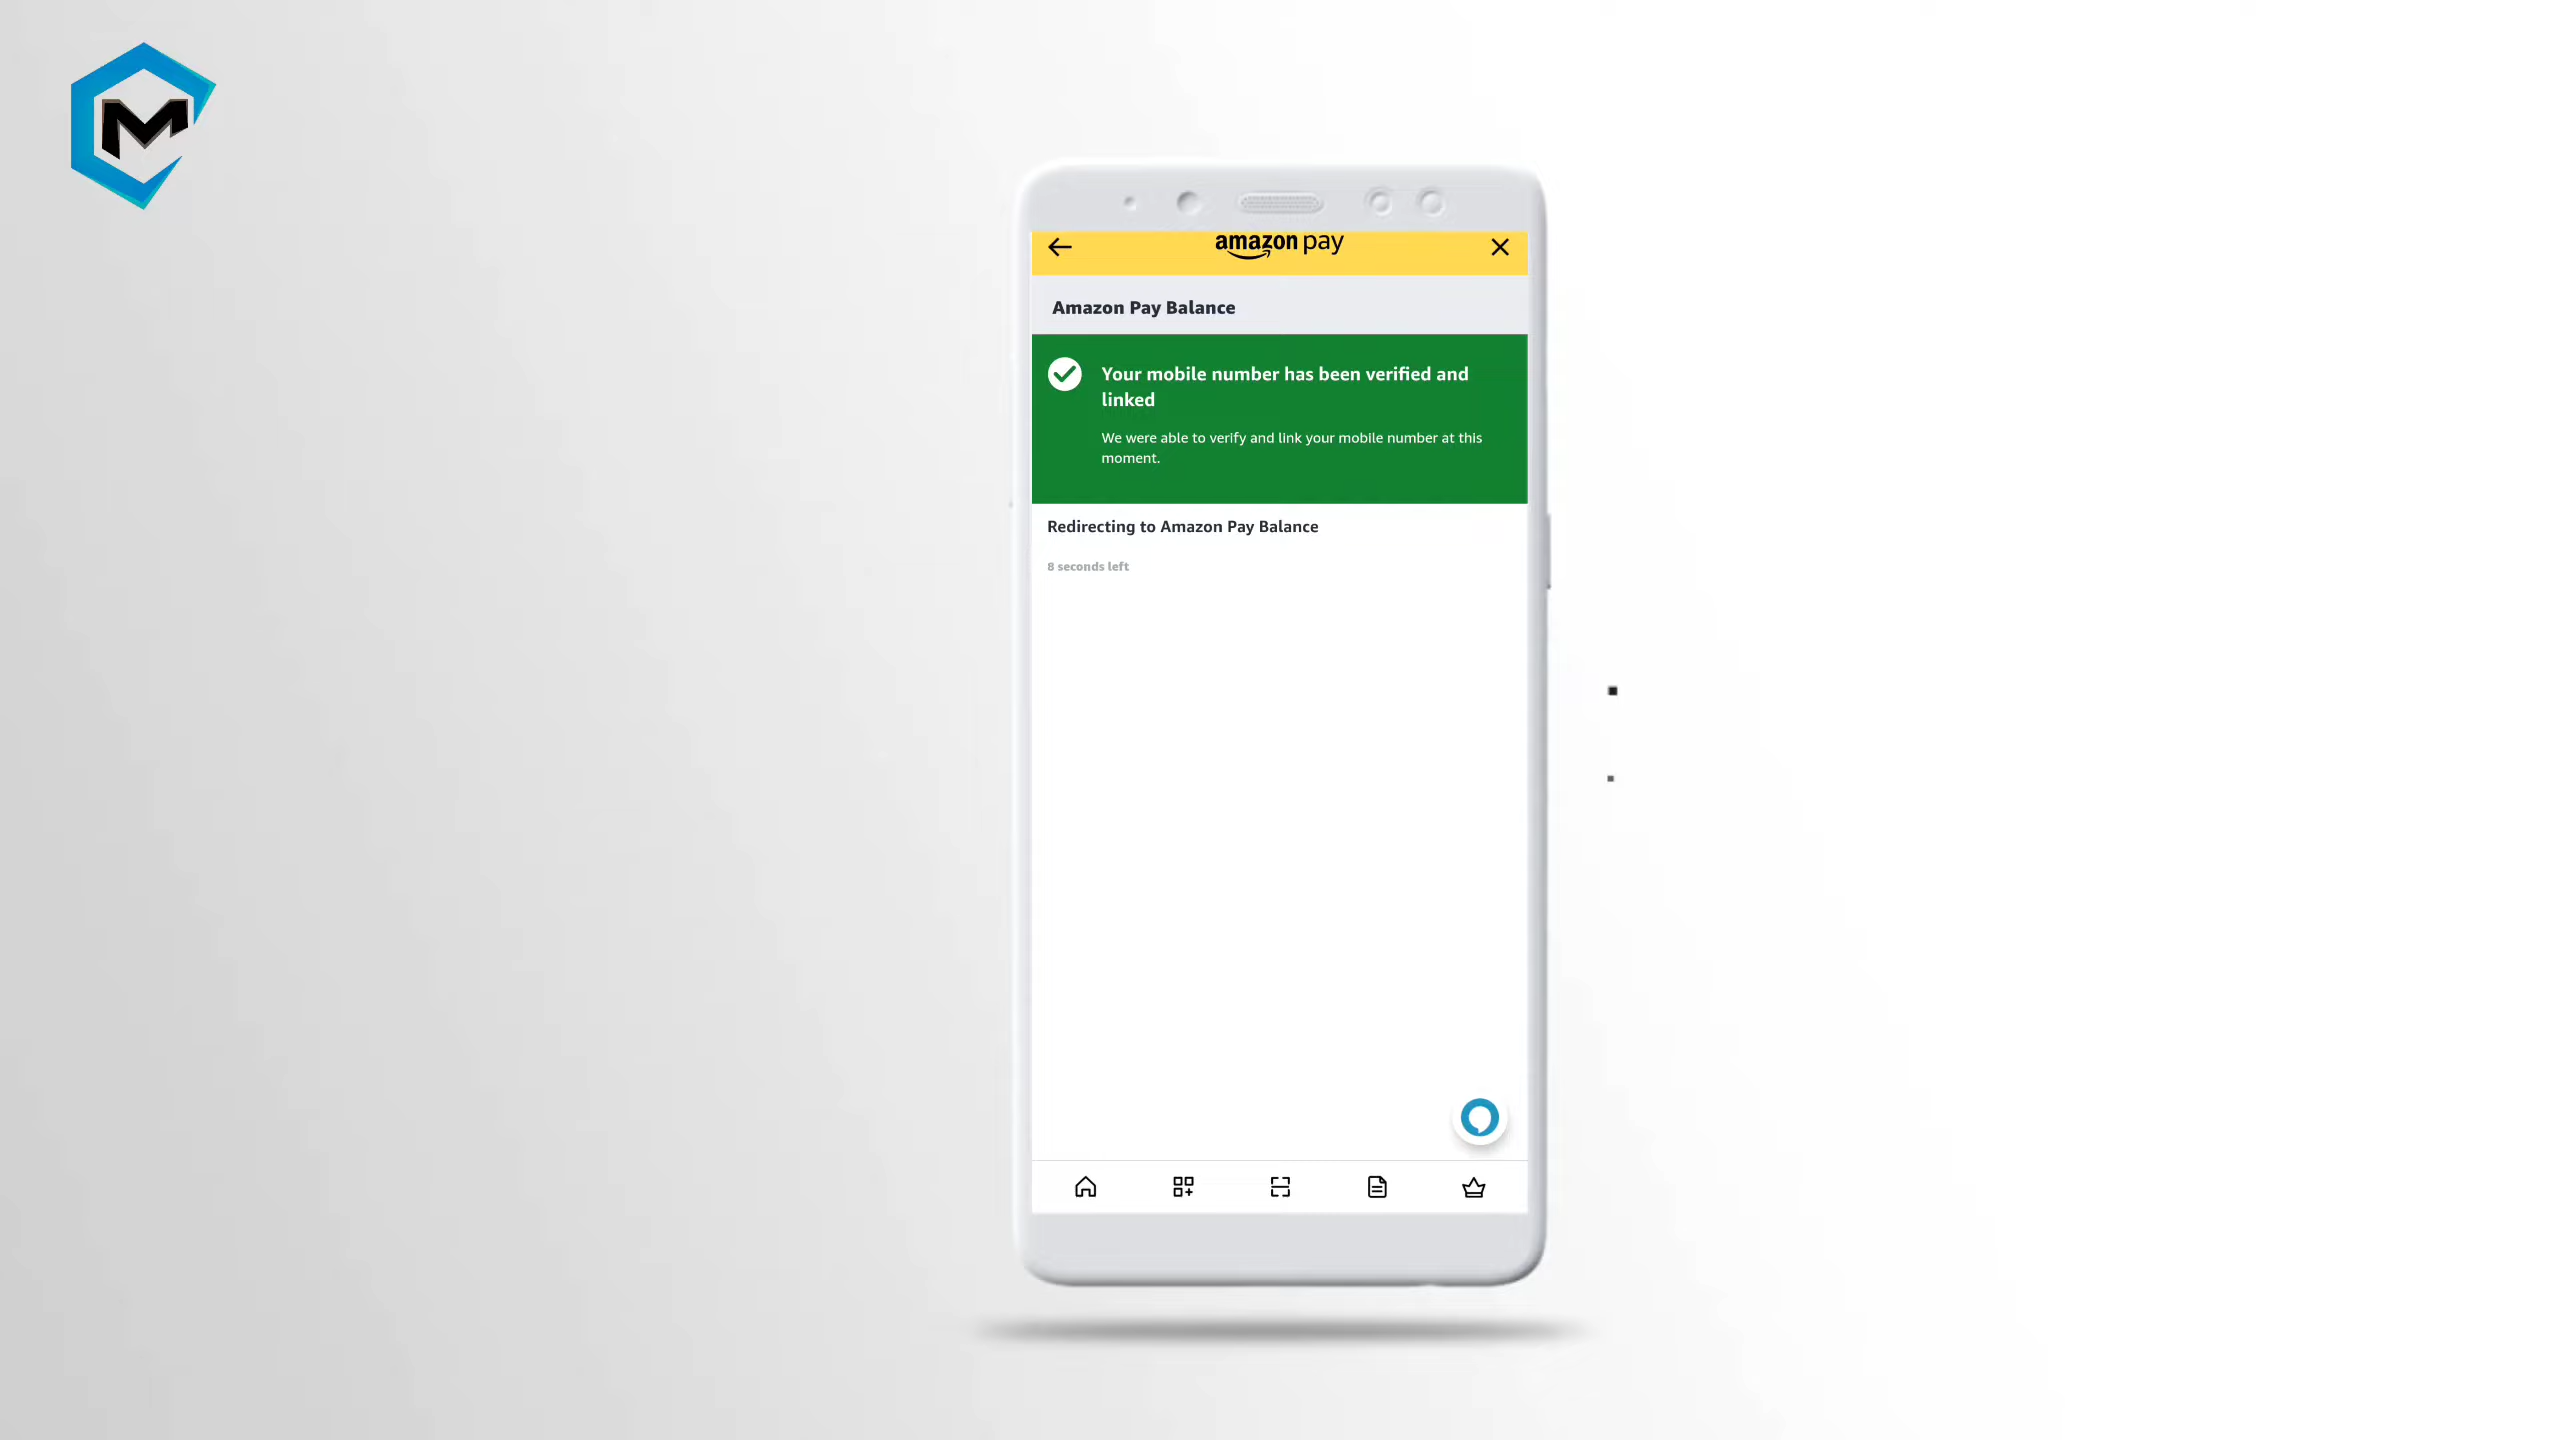 M
amazon pay
Amazon Pay Balance
Your mobile number has been verified and
linked
We were able to verify and link your mobile number at this
moment.
Redirecting to Amazon Pay Balance
8 seconds left